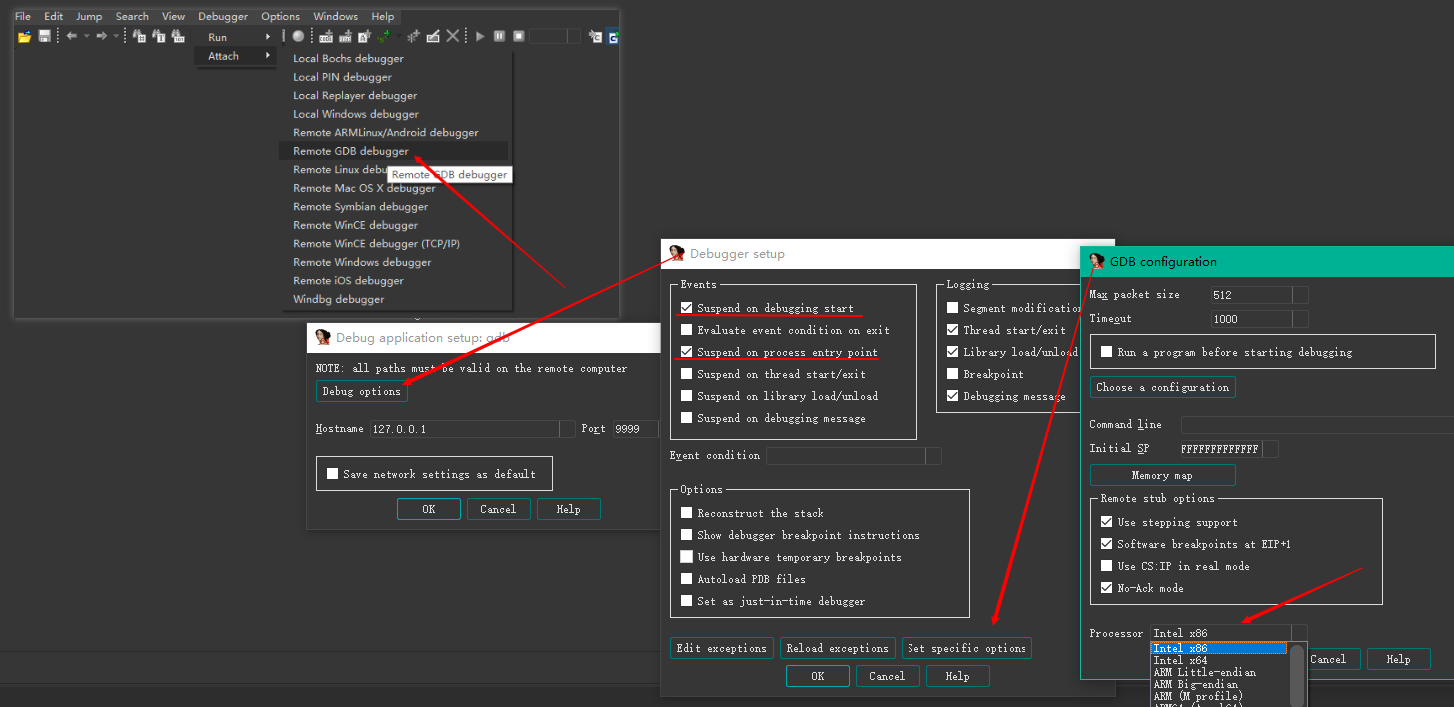 File Edit Jump Search View Debugger Options Windows Help
Run
Attach
Local Bochs debugger
Local PIN debugger
Local Replayer debugger
Local Windows debugger
Remote ARMLinux/Android debugger
Remote GDB debugger
Remote Linux debu
Remote GDB debugger
Remote Mac OS X debugger
Remote Symbian debugger
Remote WinCE debugger
Remote WinCE debugger (TCP/IP)
Remote Windows debugger
Remote iOS debugger
Windbg debugger
Debug application setup: gdb
NOTE: all paths must be valid on the remote computer
Debug options
Hostname 127.0.0.1 Port 9999
Save network settings as default
OK Cancel Help
Debugger setup
Events
Suspend on debugging start
Evaluate event condition on exit
Suspend on process entry point
Suspend on thread start/exit
Suspend on library load/unload
Suspend on debugging message
Logging
Segment modification
Thread start/exit
Library load/unload
Breakpoint
Debugging message
Event condition
Options
Reconstruct the stack
Show debugger breakpoint instructions
Use hardware temporary breakpoints
Autoload PDB files
Set as just-in-time debugger
Edit exceptions Reload exceptions Set specific options
OK Cancel Help
GDB configuration
Max packet size 512
Timeout 1000
Run a program before starting debugging
Choose a configuration
Command line
Initial SP FFFFFFFFFFFFF
Memory map
Remote stub options
Use stepping support
Software breakpoints at EIP+1
Use CS:IP in real mode
No-Ack mode
Processor Intel x86
Intel x86
Intel x64
ARM Little-endian
ARM Big-endian
ARM (M profile)
Cancel Help